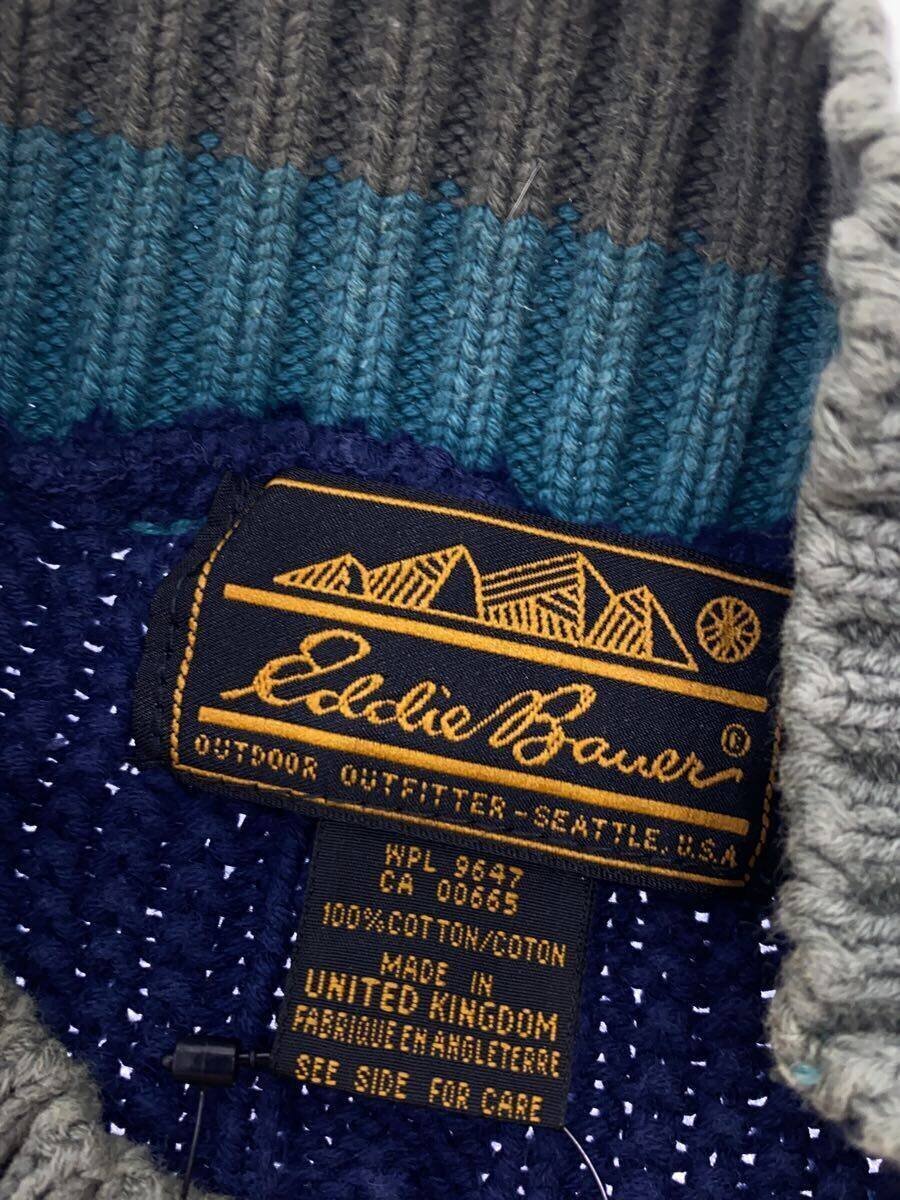 Eddie Bauer®
OUTDOOR OUTFITTER-SEATTLE, U.S.A
WPL 9647
CA 00665
100% COTTON/COTON
MADE IN
UNITED KINGDOM
FABRIQUE EN ANGLETERRE
SEE SIDE FOR CARE